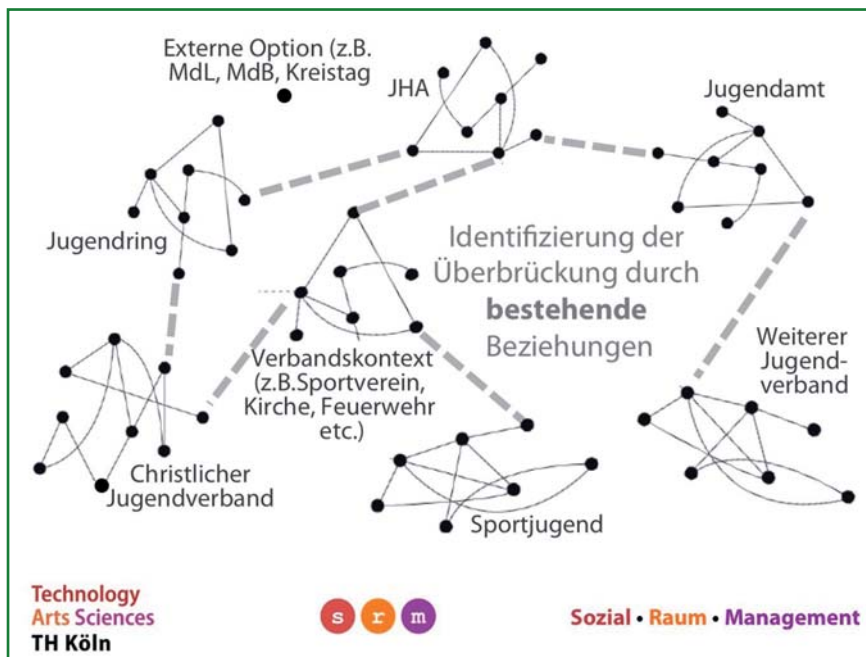 Externe Option (z.B.
MdL, MdB, Kreistag
JHA
Jugendamt
Jugendring
Identifizierung der
Überbrückung durch
bestehende
Beziehungen
Verbandskontext
(z.B.Sportverein,
Kirche, Feuerwehr
etc.)
Weiterer
Jugend-
verband
Christlicher
Jugendverband
Sportjugend
Technology
Arts Sciences
TH Köln
s r m
Sozial • Raum • Management